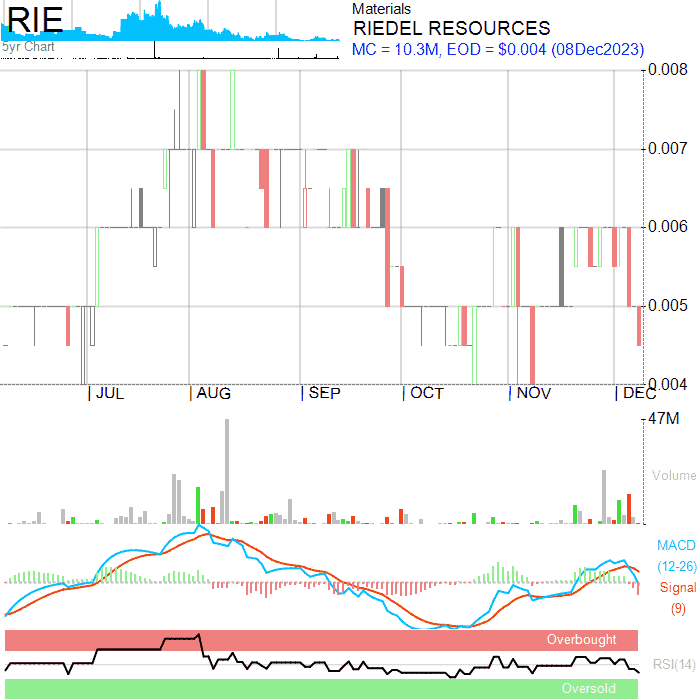 RIE
5yr Chart
Materials
RIEDEL RESOURCES
MC = 10.3M, EOD = $0.004 (08Dec2023)
0.008
0.007
0.006
0.005
0.004
JUL
AUG
SEP
OCT
NOV
DEC
47M
Volume
MACD
(12-26)
Signal
(9)
Overbought
RSI(14)
Oversold